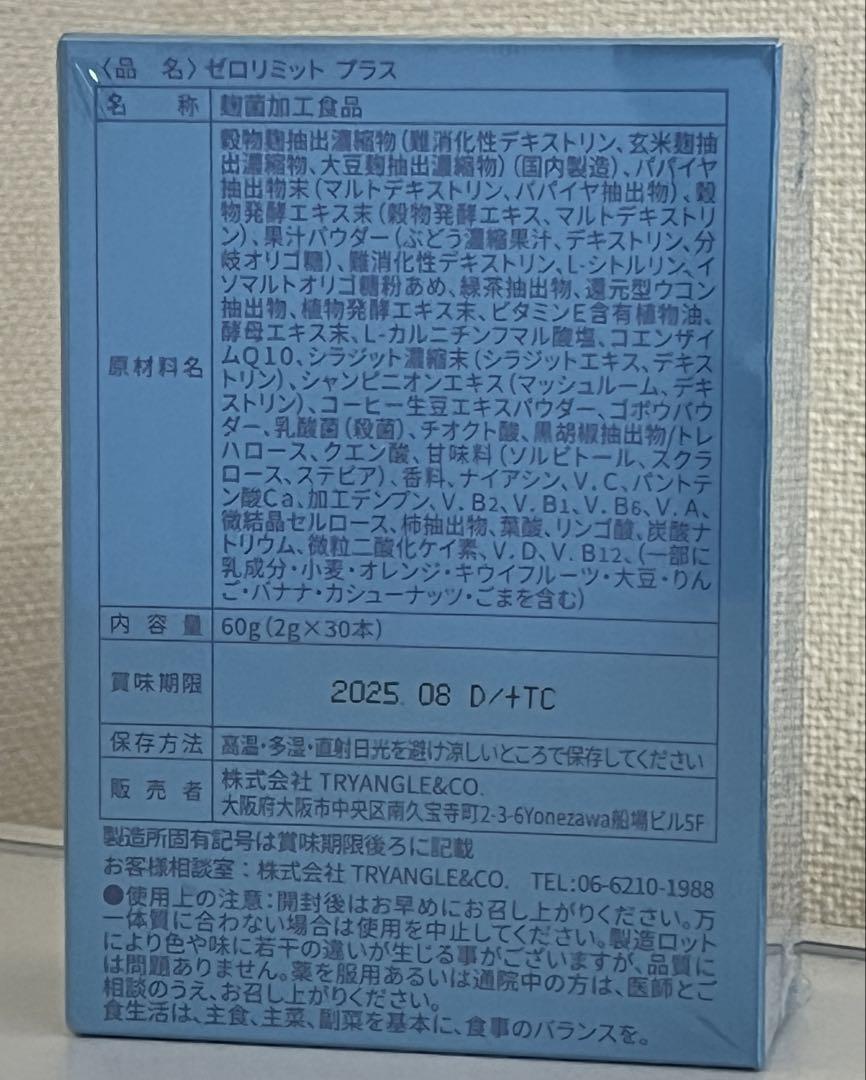 〈品　名〉ゼロリミット プラス
名　称 麹菌加工食品
原材料名 穀物麹抽出濃縮物(難消化性デキストリン、玄米麹抽
出濃縮物、大豆麹抽出濃縮物)(国内製造)、パパイヤ
抽出物末(マルトデキストリン、パパイヤ抽出物)、穀
物発酵エキス末(穀物発酵エキス、マルトデキストリ
ン)、果汁パウダー(ぶどう濃縮果汁、デキストリン、分
岐オリゴ糖)、難消化性デキストリン、L-シトルリン、イ
ソマルトオリゴ糖粉あめ、緑茶抽出物、還元型ウコン
抽出物、植物発酵エキス末、ビタミンE含有植物油、
酵母エキス末、L-カルニチンフマル酸塩、コエンザイ
ムQ10、シラジット濃縮末(シラジットエキス、デキス
トリン)、シャンピニオンエキス(マッシュルーム、デキ
ストリン)、コーヒー生豆エキスパウダー、ゴボウパウ
ダー、乳酸菌(殺菌)、チオクト酸、黒胡椒抽出物/トレ
ハロース、クエン酸、甘味料(ソルビトール、スクラ
ロース、ステビア)、香料、ナイアシン、V.C、パントテ
ン酸Ca、加工デンプン、V.B2、V.B1、V.B6、V.A、
微結晶セルロース、柿抽出物、葉酸、リンゴ酸、炭酸ナ
トリウム、微粒二酸化ケイ素、V.D、V.B12、(一部に
乳成分・小麦・オレンジ・キウイフルーツ・大豆・りん
ご・バナナ・カシューナッツ・ごまを含む)
内容量 60g(2g×30本)
賞味期限 2025.08 D/+TC
保存方法 高温・多湿・直射日光を避け涼しいところで保存してください
販売者 株式会社 TRYANGLE&CO.
大阪府大阪市中央区南久宝寺町2-3-6Yonezawa船場ビル5F
製造所固有記号は賞味期限後ろに記載
お客様相談室：株式会社 TRYANGLE&CO. TEL:06-6210-1988
●使用上の注意：開封後はお早めにお召し上がりください。万
一体質に合わない場合は使用を中止してください。製造ロット
により色や味に若干の違いが生じる事がございますが、品質に
は問題ありません。薬を服用あるいは通院中の方は、医師とご
相談のうえ、お召し上がりください。
食生活は、主食、主菜、副菜を基本に、食事のバランスを。